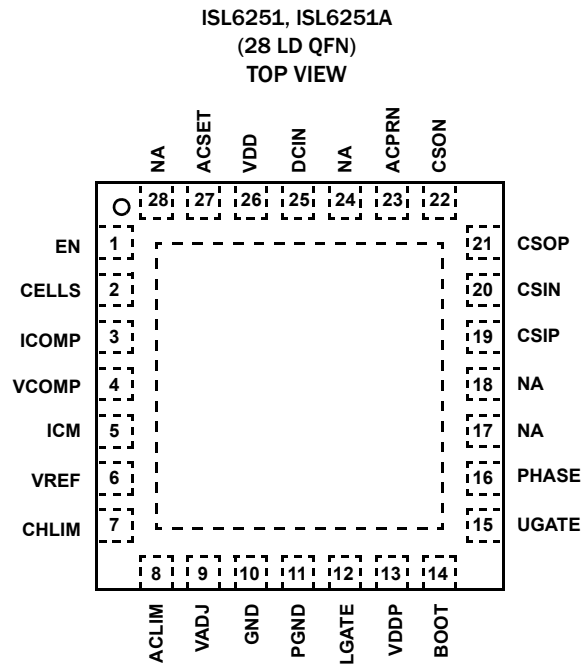 ISL6251, ISL6251A
(28 LD QFN)
TOP VIEW
NA
ACSET
VDD
DCIN
NA
ACPRN
CSON
28
27
26
25
24
23
22
EN 1
CELLS 2
ICOMP 3
VCOMP 4
ICM 5
VREF 6
CHLIM 7
21 CSOP
20 CSIN
19 CSIP
18 NA
17 NA
16 PHASE
15 UGATE
8
9
10
11
12
13
14
ACLIM
VADJ
GND
PGND
LGATE
VDDP
BOOT